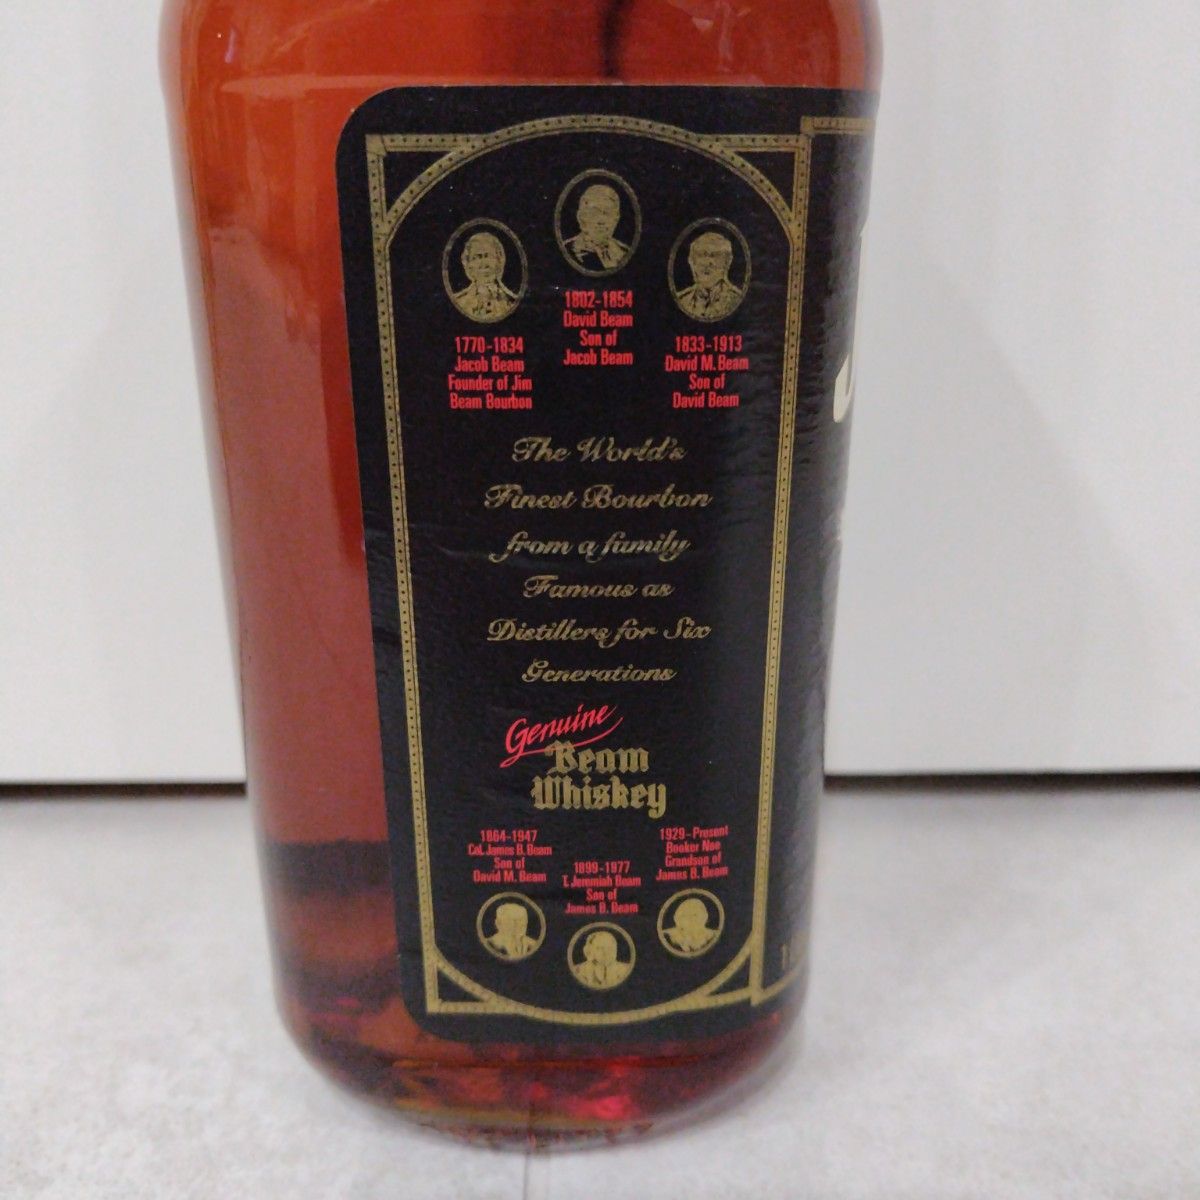 1802-1854
David Beam
Son of
Jacob Beam
1770-1834
Jacob Beam
Founder of Jim
Beam Bourbon
1833-1913
David M. Beam
Son of
David Beam
The World's
Finest Bourbon
from a family
Famous as
Distillers for Six
Generations
Genuine
Beam
Whiskey
1864-1947
Col. James B. Beam
Son of
David M. Beam
1899-1977
T. Jeremiah Beam
Son of
James B. Beam
1929-Present
Booker Noe
Grandson of
James B. Beam